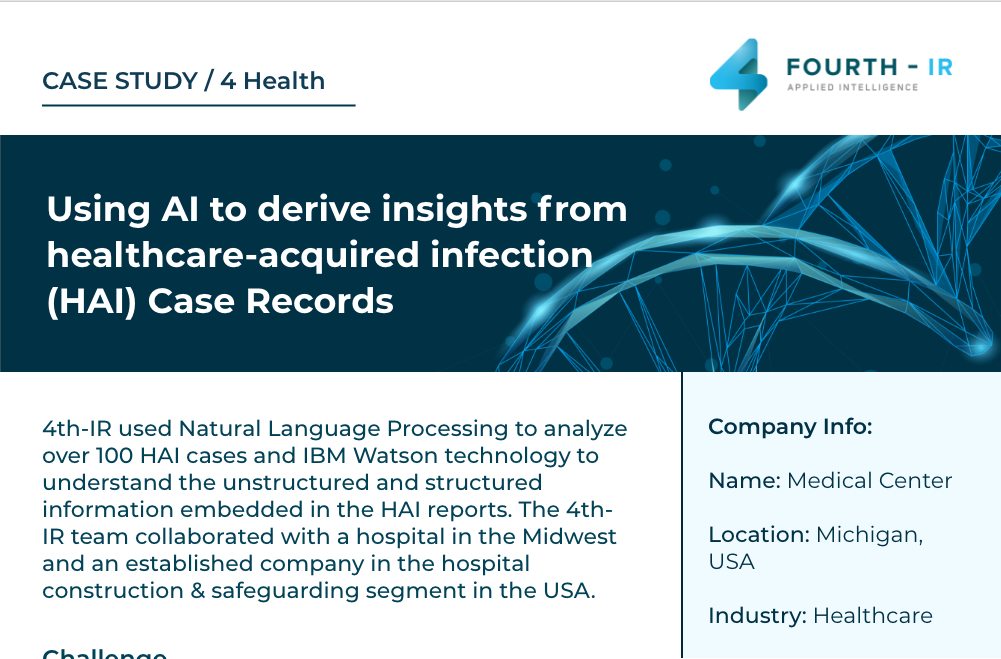 CASE STUDY / 4 Health
FOURTH - IR
APPLIED INTELLIGENCE
Using AI to derive insights from
healthcare-acquired infection
(HAI) Case Records
4th-IR used Natural Language Processing to analyze
over 100 HAI cases and IBM Watson technology to
understand the unstructured and structured
information embedded in the HAI reports. The 4th-
IR team collaborated with a hospital in the Midwest
and an established company in the hospital
construction & safeguarding segment in the USA.
Challenge
Company Info:
Name: Medical Center
Location: Michigan,
USA
Industry: Healthcare